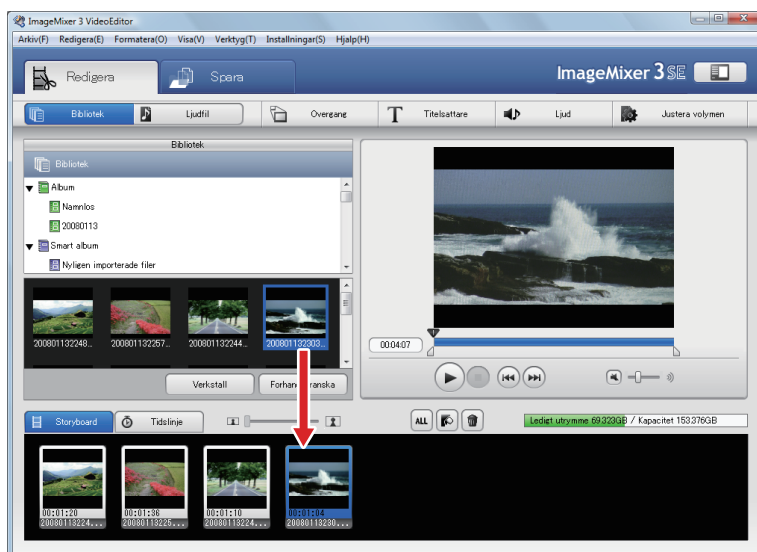 ImageMixer 3 VideoEditor
Arkiv(F) Redigera(E) Formatera(O) Visa(V) Verktyg(T) Installningar(S) Hjalp(H)
Redigera Spara ImageMixer 3 SE
Bibliotek Ljudfil Overgang T Titelsattare Ljud Justera volymen
Bibliotek
Bibliotek
Album
Namnlos
20080113
Smart album
Nyligen importerade filer
200801132248... 200801132257... 200801132244... 200801132303...
00:04:07
Verkstall
Storyboard Tidslinje ALL Ledigt utrymme 69.323GB / Kapacitet 153.376GB
00:01:20 00:01:36 00:01:10 00:01:04
20080113224... 20080113225... 20080113224... 20080113230...